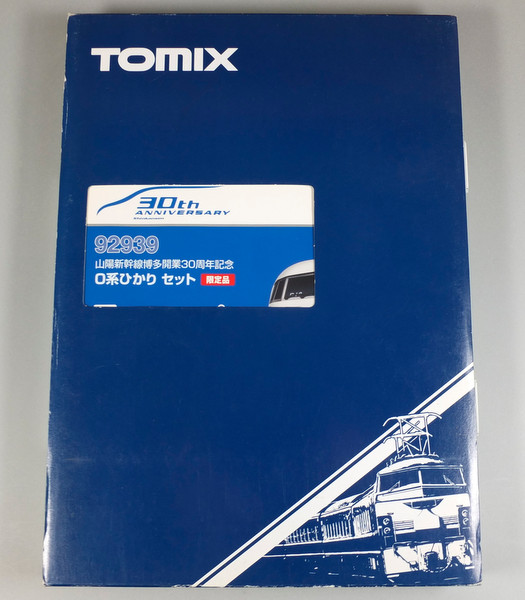 TOMIX
30th
ANNIVERSARY
92939
山陽新幹線博多開業30周年記念
0系ひかり セット 限定品